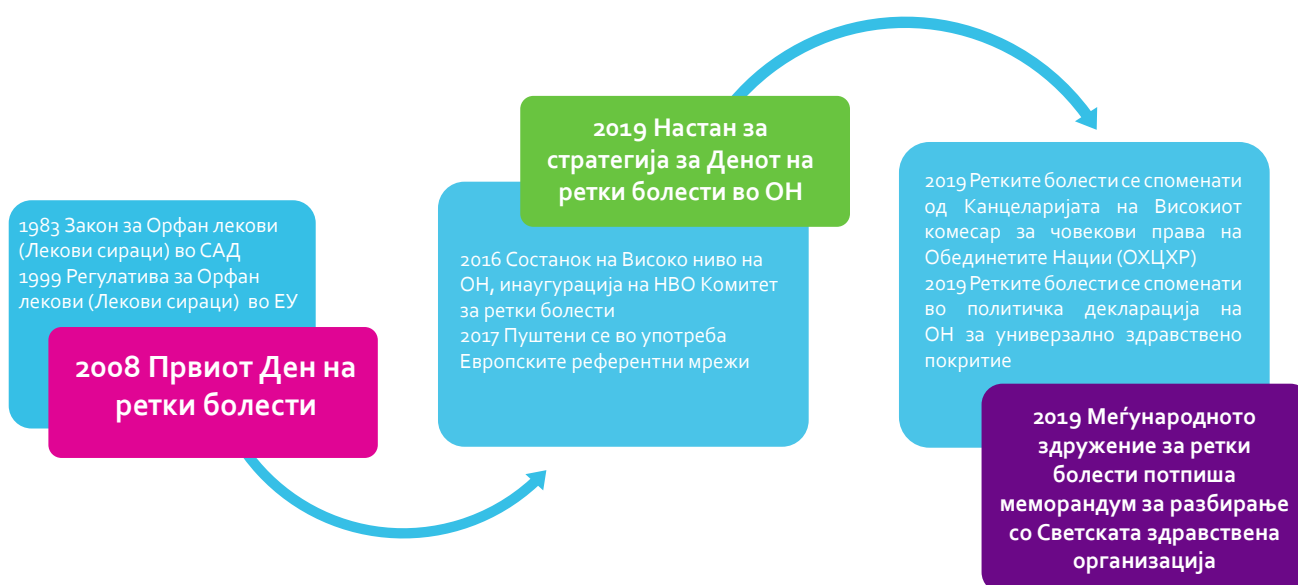 1983 Закон за Орфан лекови
(Лекови сираци) во САД
1999 Регулатива за Орфан
лекови (Лекови сираци) во ЕУ
2008 Првиот Ден на
ретки болести
2019 Настан за
стратегија за Денот на
ретки болести во ОН
2016 Состанок на Високо ниво на
ОН, инаугурација на НВО Комитет
за ретки болести
2017 Пуштени се во употреба
Европските референтни мрежи
2019 Ретките болести се споменати
од Канцеларијата на Високиот
комесар за човекови права на
Обединетите Нации (ОХЦХР)
2019 Ретките болести се споменати
во политичка декларација на
ОН за универзално здравствено
покритие
2019 Меѓународното
здружение за ретки
болести потпиша
меморандум за разбирање
со Светската здравствена
организација